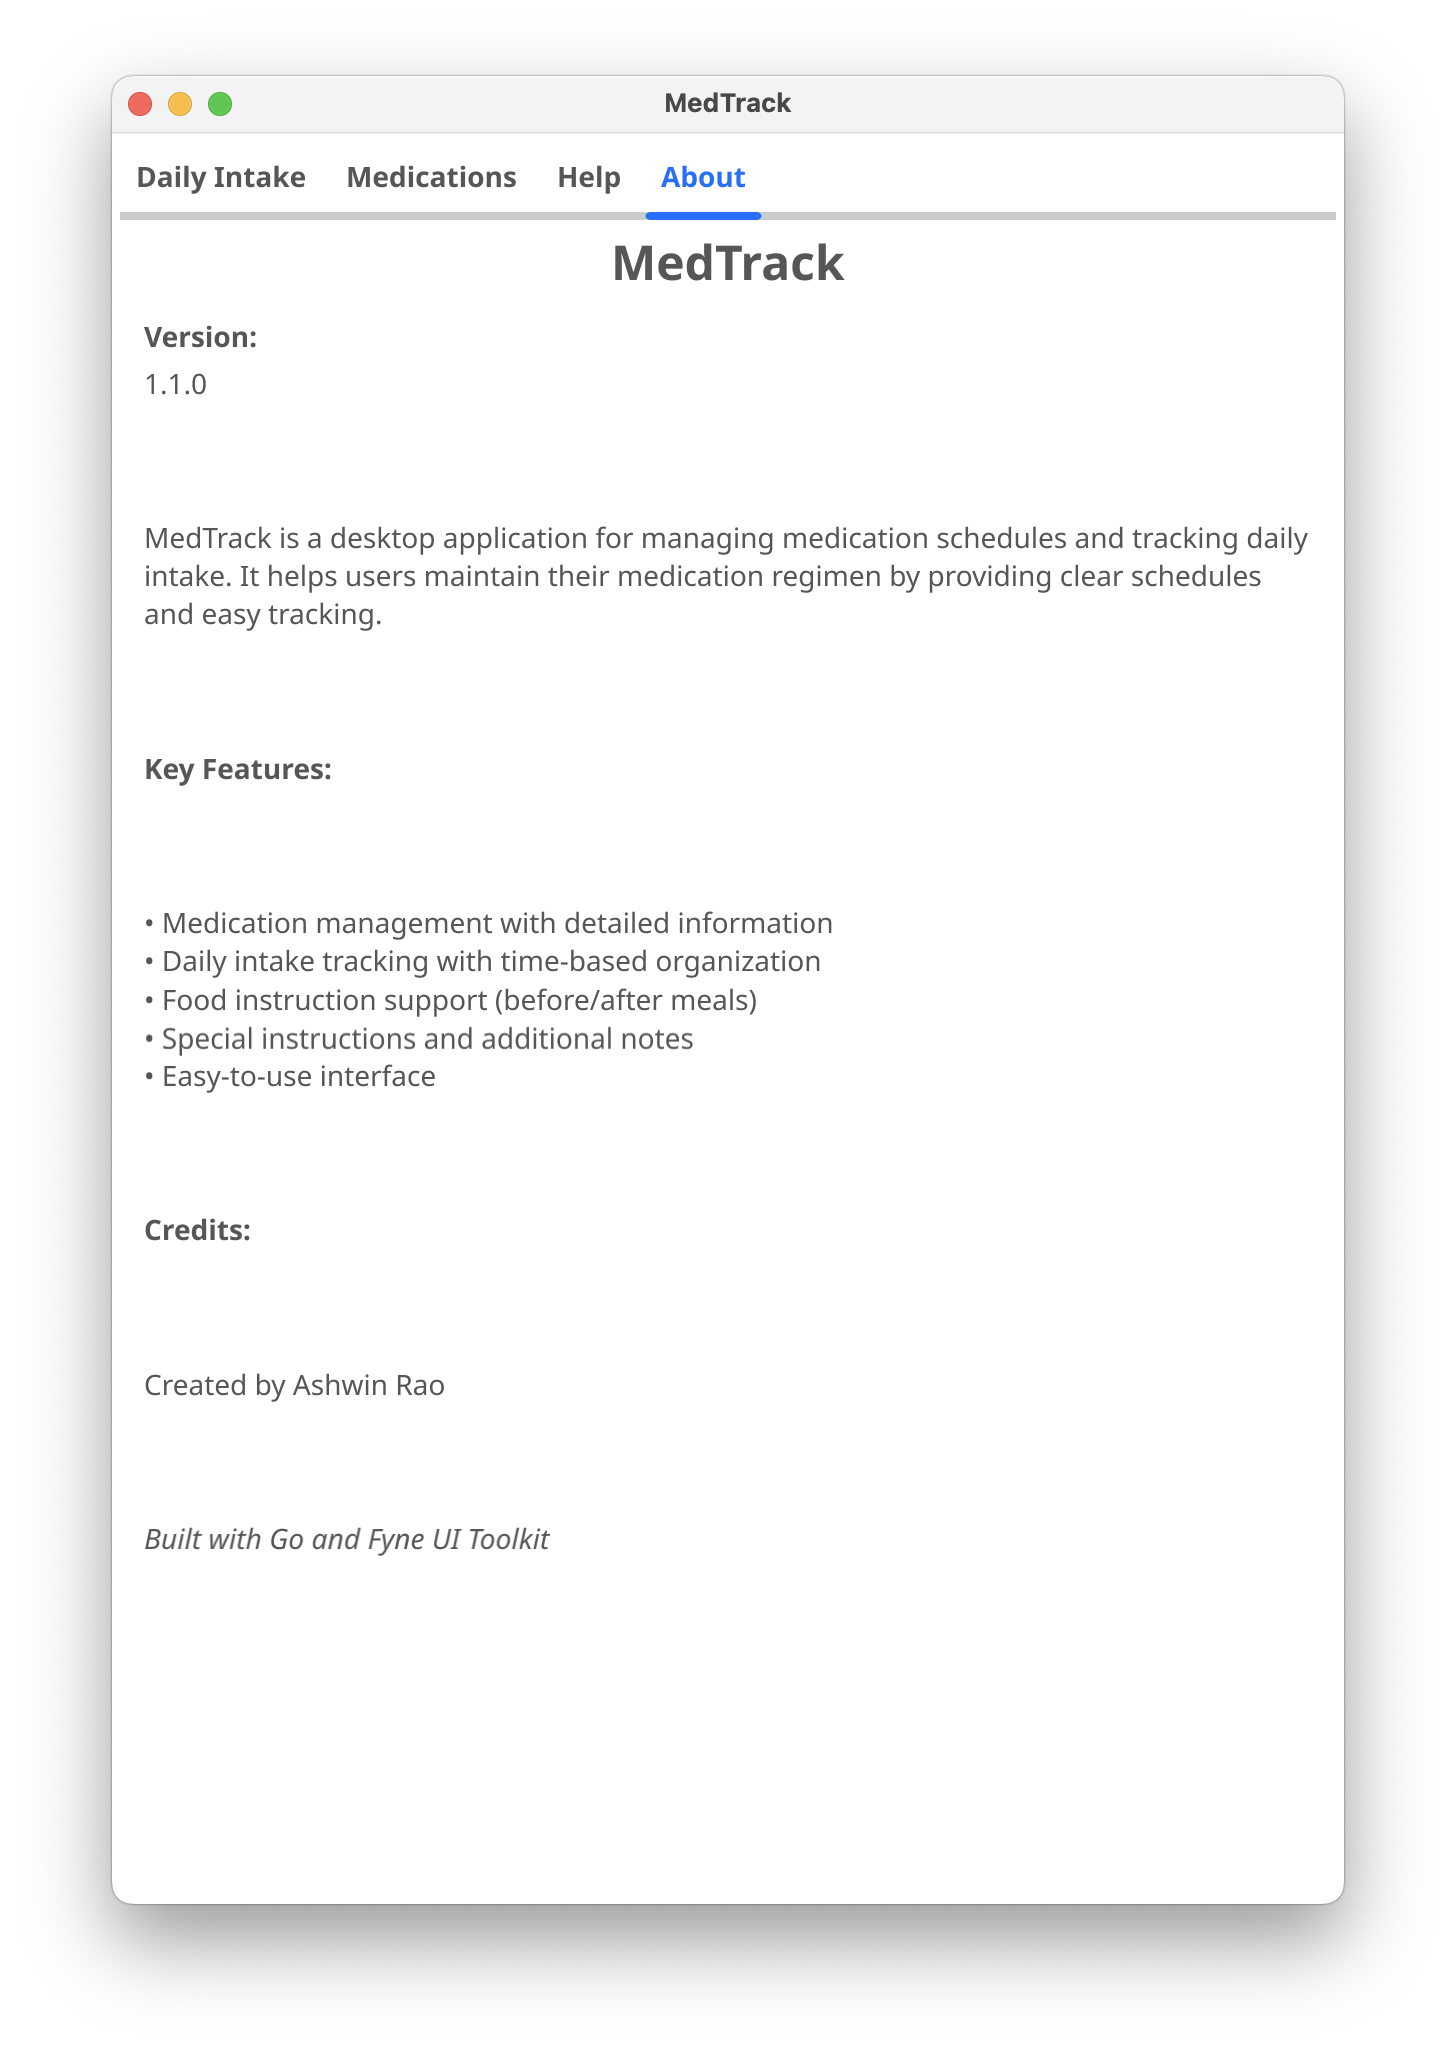 MedTrack
Daily Intake Medications Help About
MedTrack
Version:
1.1.0
MedTrack is a desktop application for managing medication schedules and tracking daily
intake. It helps users maintain their medication regimen by providing clear schedules
and easy tracking.
Key Features:
• Medication management with detailed information
• Daily intake tracking with time-based organization
• Food instruction support (before/after meals)
• Special instructions and additional notes
• Easy-to-use interface
Credits:
Created by Ashwin Rao
Built with Go and Fyne UI Toolkit